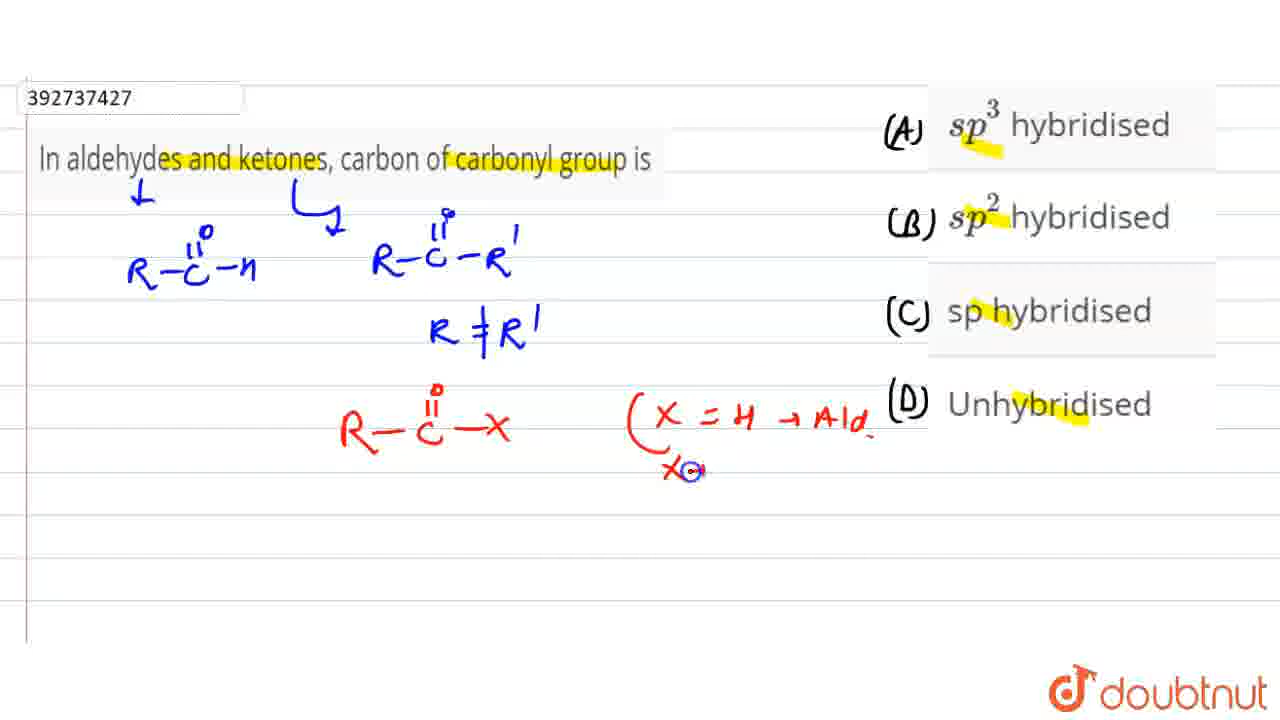 392737427
In aldehydes and ketones, carbon of carbonyl group is
(A) sp³ hybridised
(B) sp² hybridised
(C) sp hybridised
(D) Unhybridised
O
||
R—C—H
O
||
R—C—R'
R ≠ R'
O
||
R—C—X
(X = H → Ald.
X
doubtnut